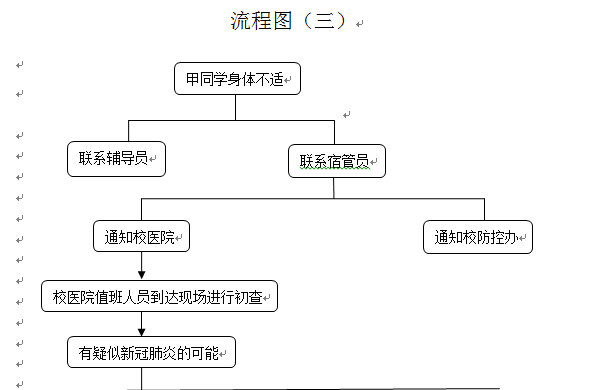 流程图（三）
甲同学身体不适
联系辅导员
联系宿管员
通知校医院
通知校防控办
校医院值班人员到达现场进行初查
有疑似新冠肺炎的可能